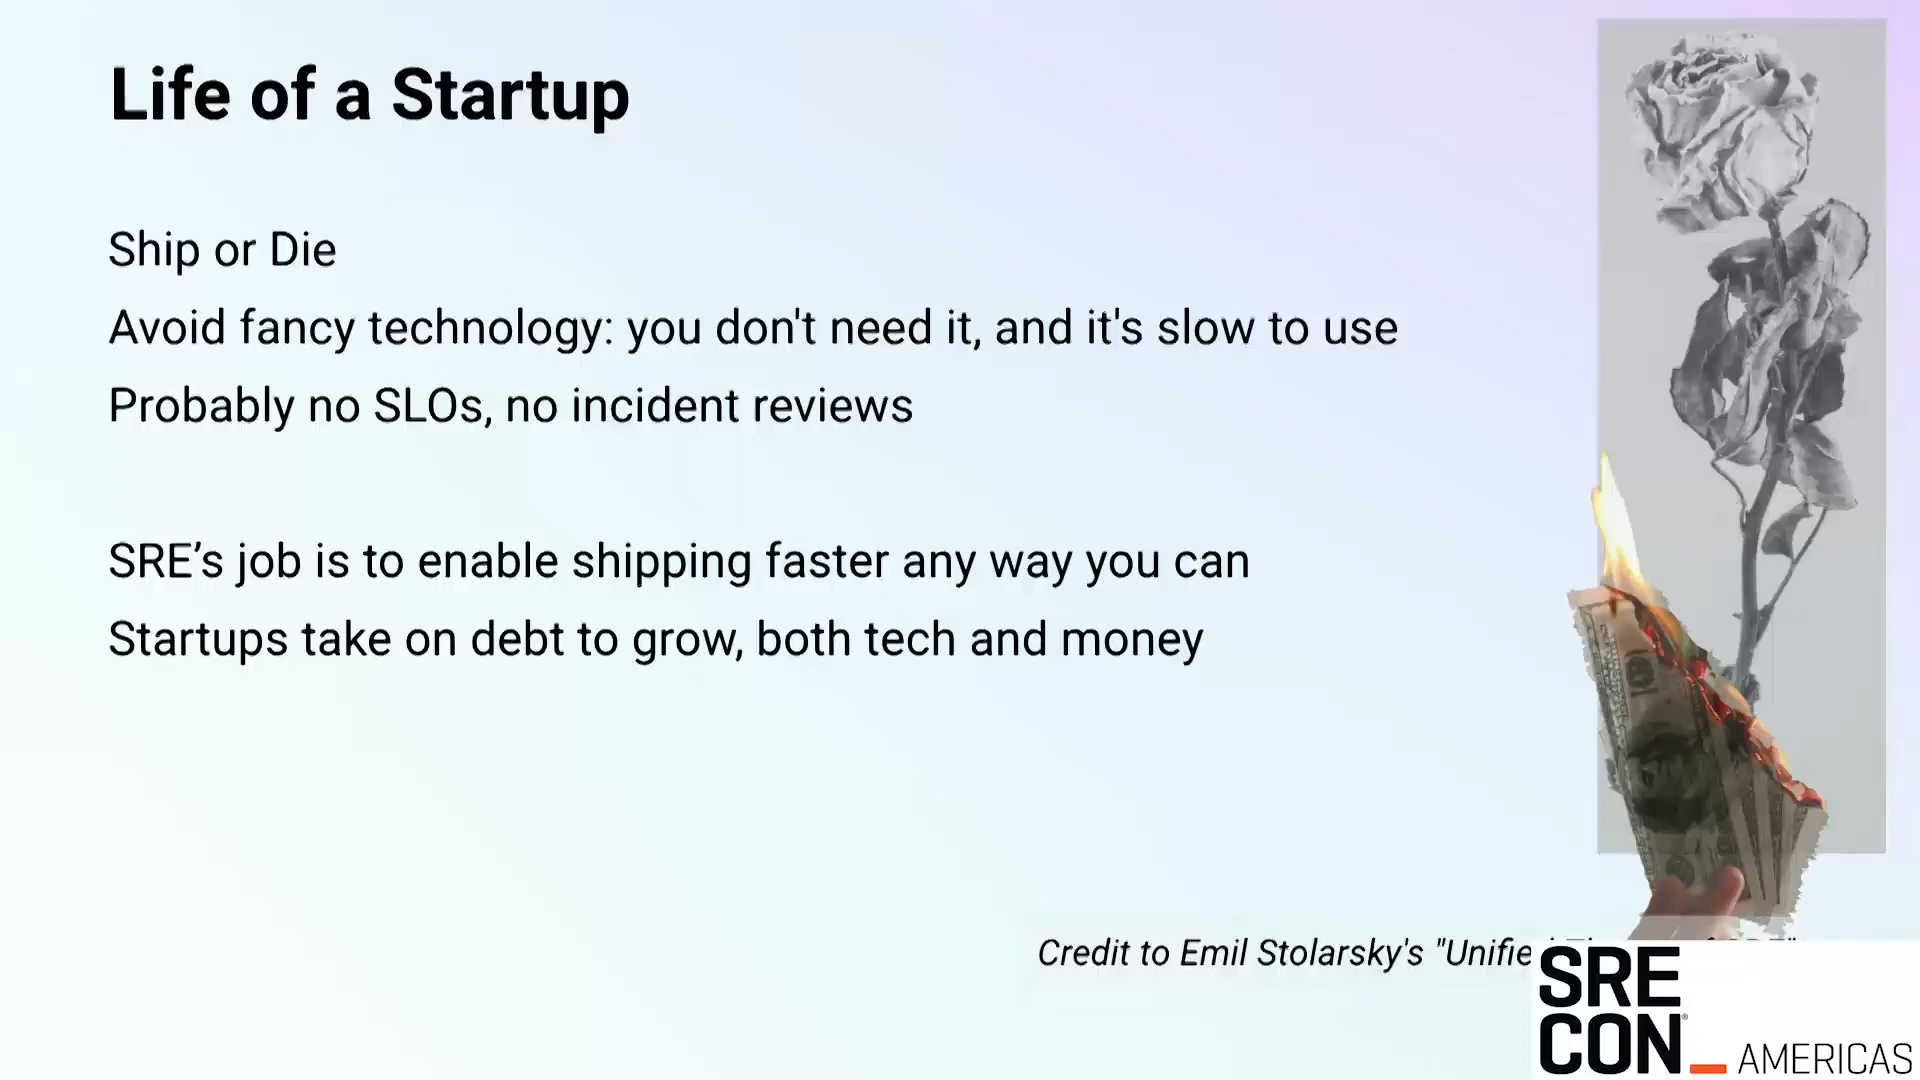 Life of a Startup
Ship or Die
Avoid fancy technology: you don't need it, and it's slow to use
Probably no SLOs, no incident reviews
SRE’s job is to enable shipping faster any way you can
Startups take on debt to grow, both tech and money
Credit to Emil Stolarsky's "Unifie
SRE
CON® AMERICAS